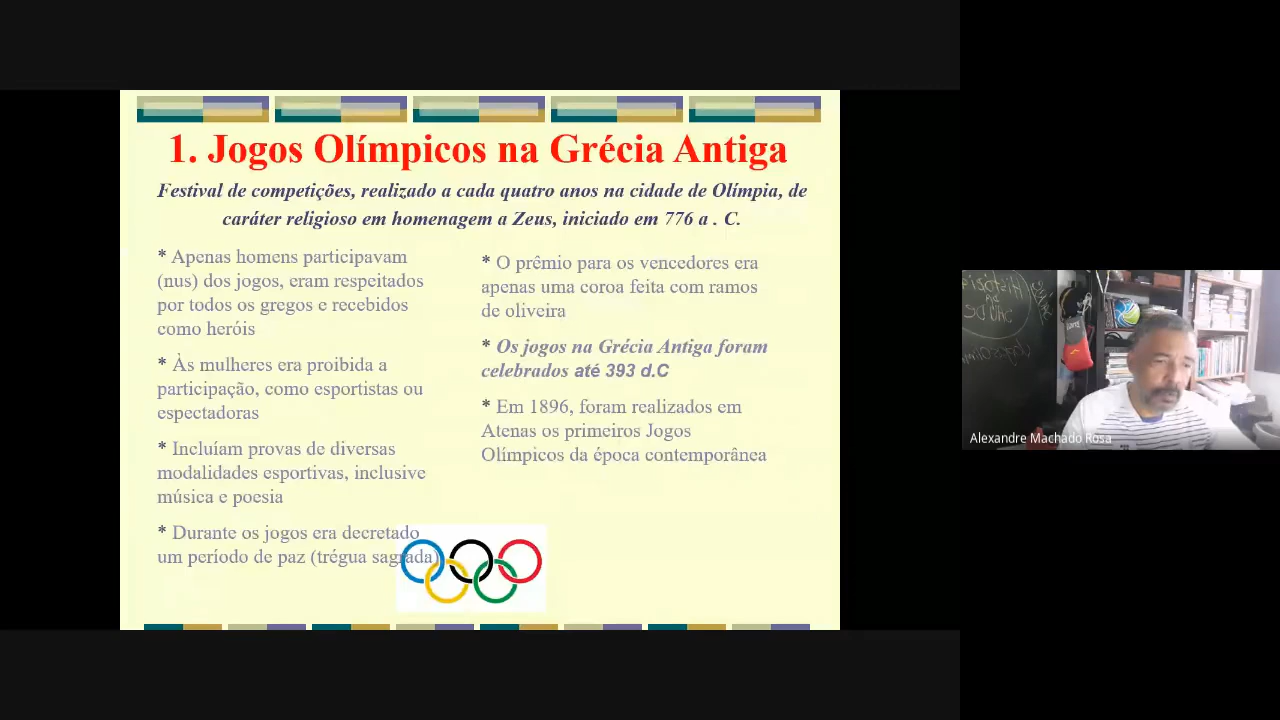 1. Jogos Olímpicos na Grécia Antiga
Festival de competições, realizado a cada quatro anos na cidade de Olímpia, de
caráter religioso em homenagem a Zeus, iniciado em 776 a . C.
* Apenas homens participavam
(nus) dos jogos, eram respeitados
por todos os gregos e recebidos
como heróis
* Às mulheres era proibida a
participação, como esportistas ou
espectadoras
* Incluíam provas de diversas
modalidades esportivas, inclusive
música e poesia
* Durante os jogos era decretado
um período de paz (trégua sagrada)
* O prêmio para os vencedores era
apenas uma coroa feita com ramos
de oliveira
* Os jogos na Grécia Antiga foram
celebrados até 393 d.C
* Em 1896, foram realizados em
Atenas os primeiros Jogos
Olímpicos da época contemporânea
Alexandre Machado Rosa